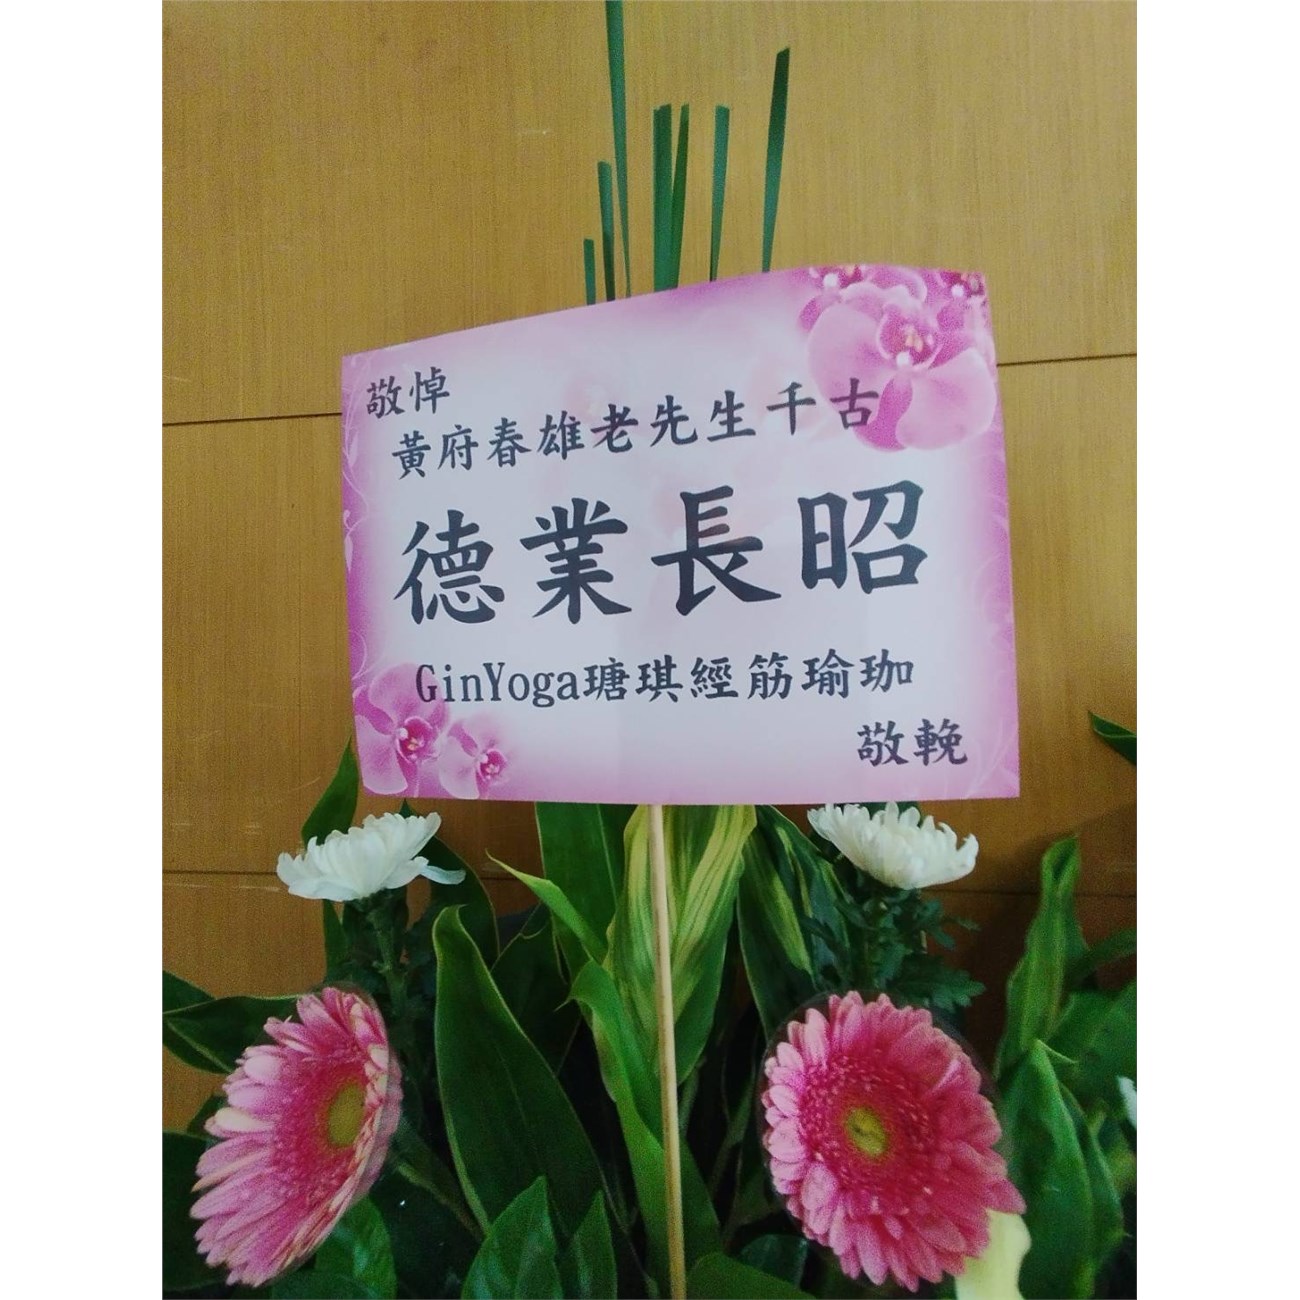 敬悼
黃府春雄老先生千古
德業長昭
GinYoga瑭琪經筋瑜珈
敬輓